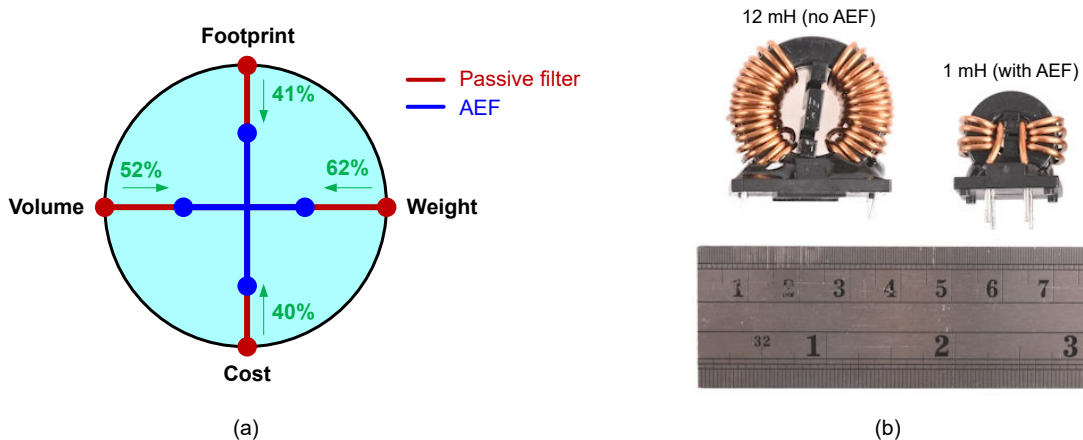 Footprint
Passive filter
AEF
41%
52%
62%
Volume
Weight
40%
Cost
(a)
12 mH (no AEF)
1 mH (with AEF)
1 2 3 4 5 6 7
32 1 2 3
(b)